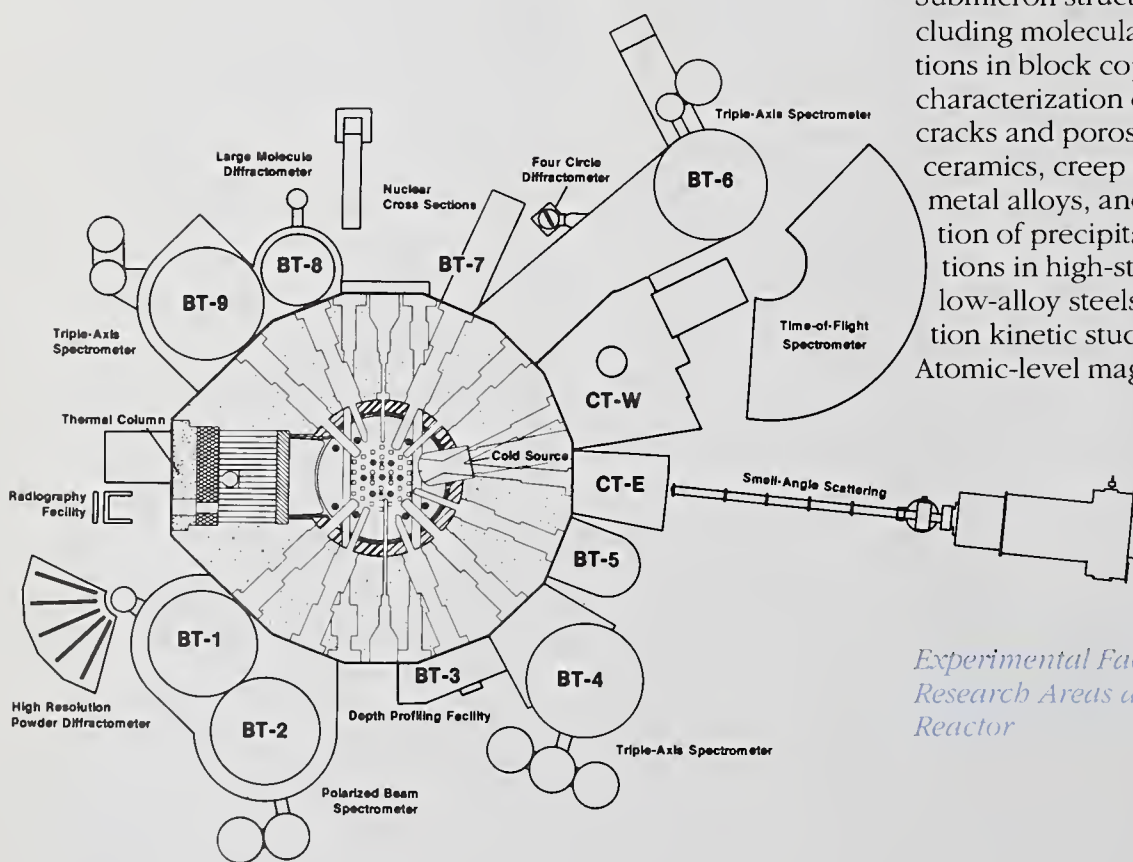 Submicron struct
cluding molecula
tions in block cop
characterization o
cracks and poros
ceramics, creep
metal alloys, and
tion of precipita
tions in high-st
low-alloy steels
tion kinetic stud
Atomic-level mag
Triple-Axis Spectrometer
BT-6
Large Molecule
Diffractometer
Nuclear
Cross Sections
Four Circle
Diffractometer
BT-7
BT-8
BT-9
Triple-Axis
Spectrometer
Time-of-Flight
Spectrometer
CT-W
Thermal Column
Cold Source
CT-E
Small-Angle Scattering
Radiography
Facility
BT-5
BT-1
BT-3
BT-4
High Resolution
Powder Diffractometer
BT-2
Depth Profiling Facility
Triple-Axis Spectrometer
Polarized Beam
Spectrometer
Experimental Fac
Research Areas a
Reactor